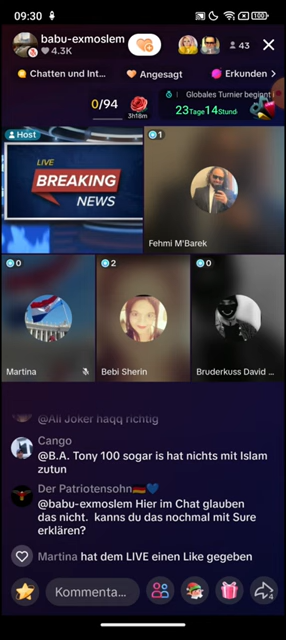 09:30
100
babu-exmoslem
4.3K
43
Chatten und Int...
Angesagt
Erkunden >
0/94
3h18m
Globales Turnier beginnt i
23Tage14Stund
Host
LIVE
BREAKING
NEWS
1
Fehmi M'Barek
0
Martina
2
Bebi Sherin
0
Bruderkuss David ...
@Ali Joker haqq richtig
Cango
@B.A. Tony 100 sogar is hat nichts mit Islam
zutun
Der Patriotensohn
@babu-exmoslem Hier im Chat glauben
das nicht. kanns du das nochmal mit Sure
erklären?
Martina hat dem LIVE einen Like gegeben
Kommenta...
4